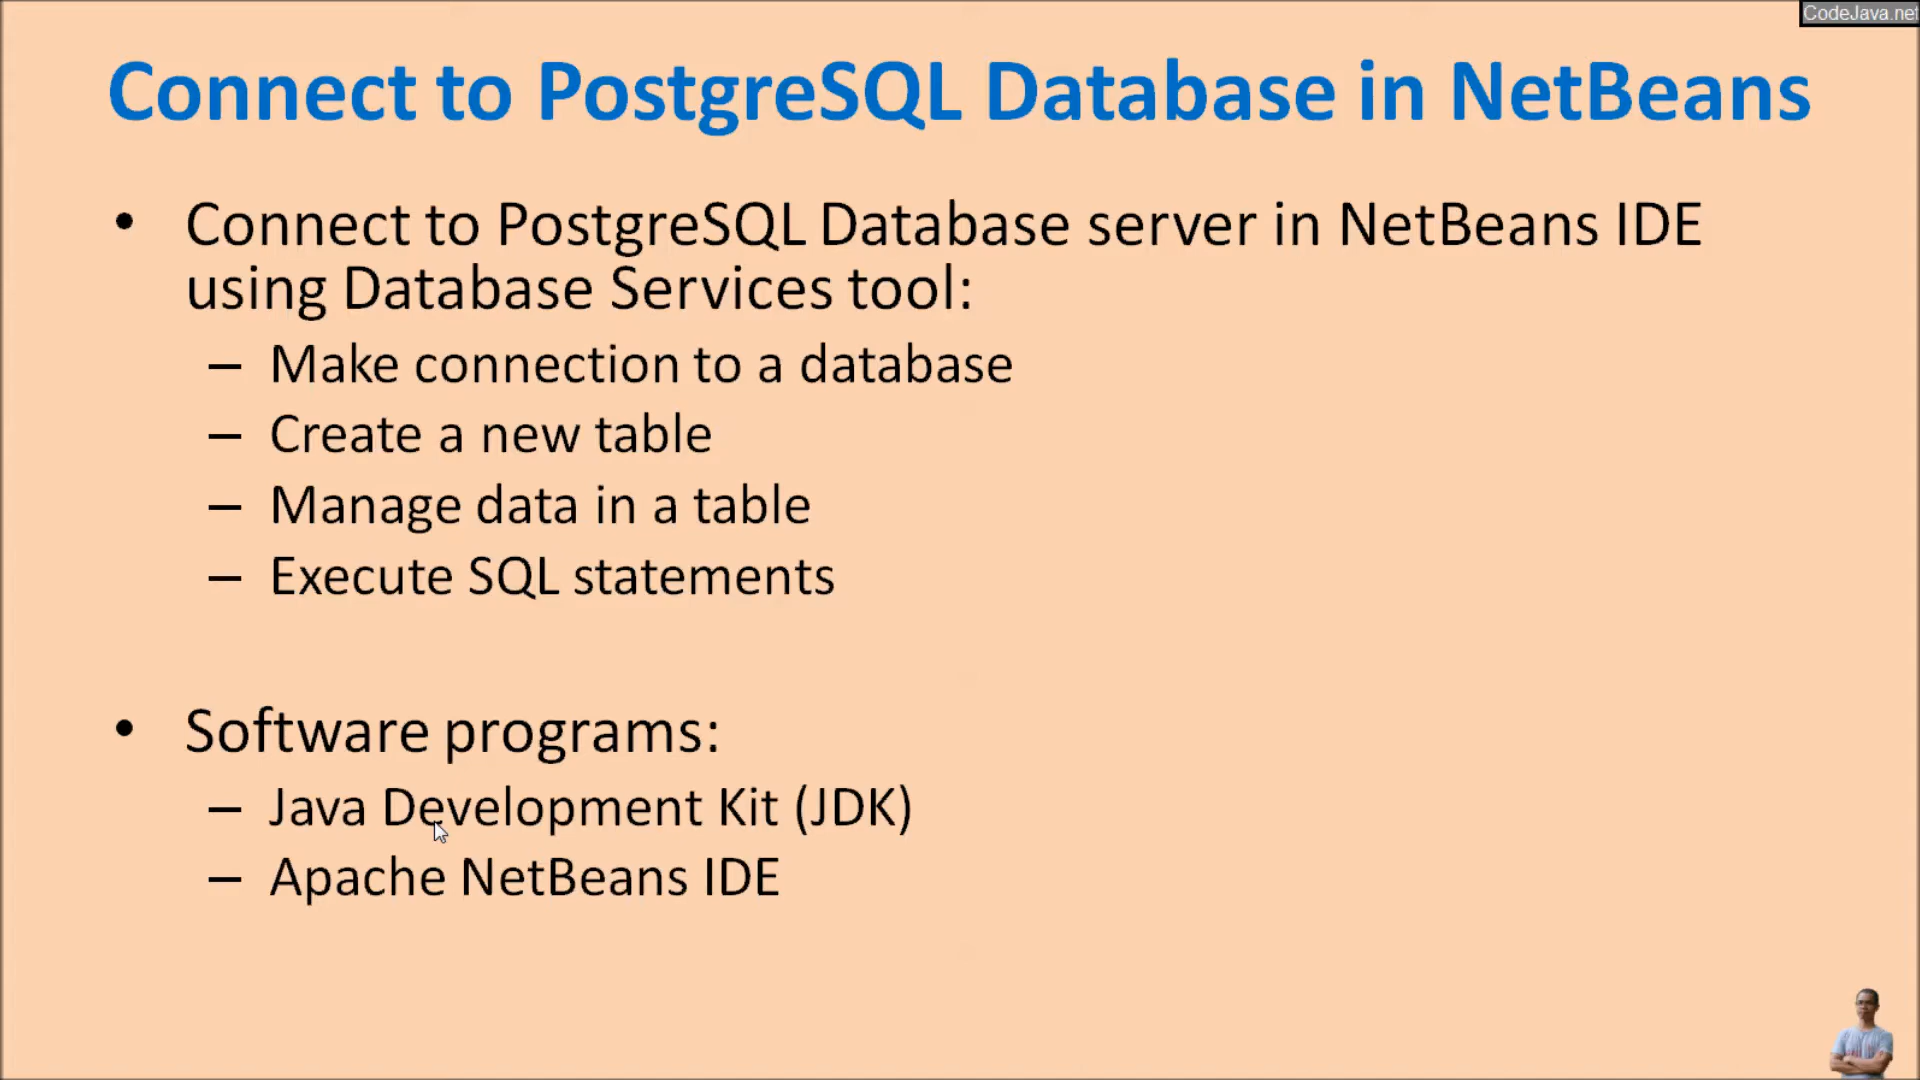 CodeJava.net
Connect to PostgreSQL Database in NetBeans
• Connect to PostgreSQL Database server in NetBeans IDE
using Database Services tool:
– Make connection to a database
– Create a new table
– Manage data in a table
– Execute SQL statements
• Software programs:
– Java Development Kit (JDK)
– Apache NetBeans IDE